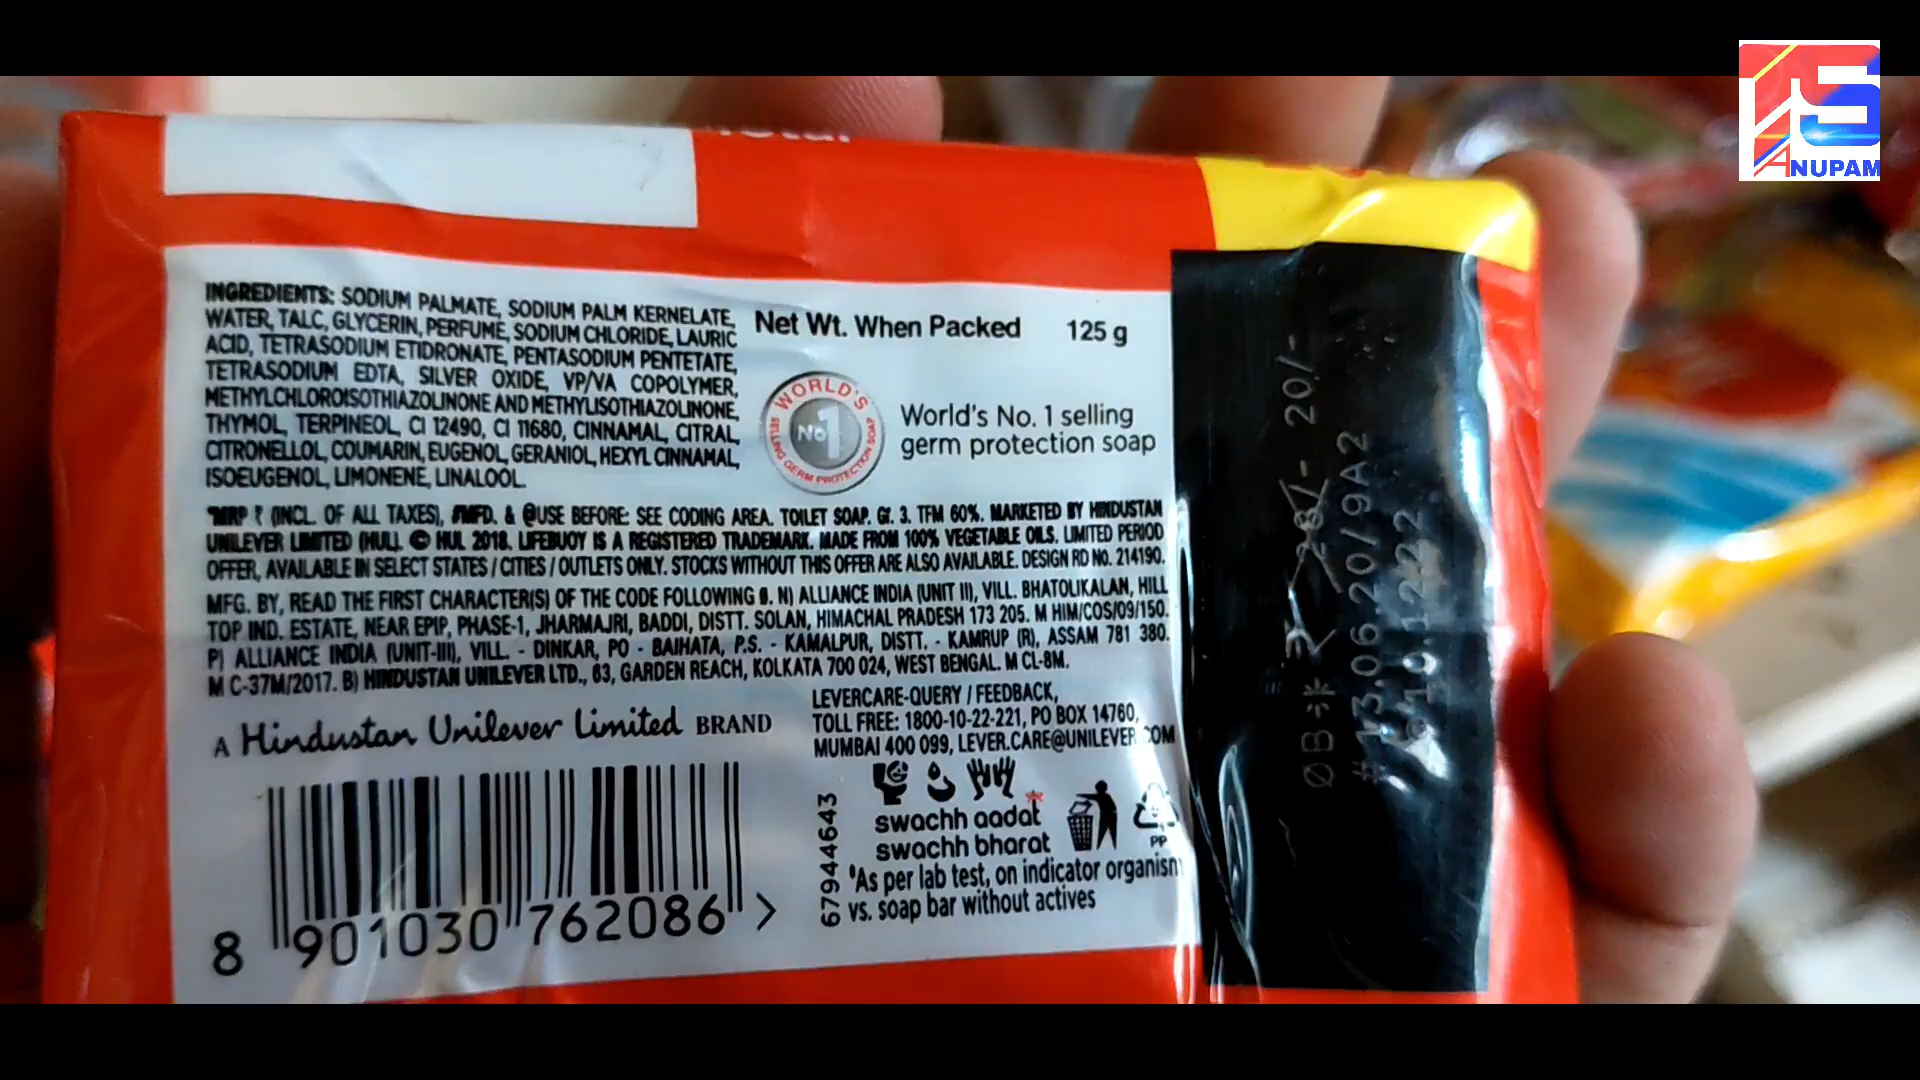 ANUPAM
INGREDIENTS: SODIUM PALMATE, SODIUM PALM KERNELATE,
WATER, TALC, GLYCERIN, PERFUME, SODIUM CHLORIDE, LAURIC
ACID, TETRASODIUM ETIDRONATE, PENTASODIUM PENTETATE,
TETRASODIUM EDTA, SILVER OXIDE, VP/VA COPOLYMER,
METHYLCHLOROISOTHIAZOLINONE AND METHYLISOTHIAZOLINONE,
THYMOL, TERPINEOL, CI 12490, CI 11680, CINNAMAL, CITRAL,
CITRONELLOL, COUMARIN, EUGENOL, GERANIOL, HEXYL CINNAMAL,
ISOEUGENOL, LIMONENE, LINALOOL.
Net Wt. When Packed 125 g
WORLD'S
No 1
SELLING GERM PROTECTION SOAP
World's No. 1 selling
germ protection soap
*MRP ₹ (INCL. OF ALL TAXES), #MFD. & @USE BEFORE: SEE CODING AREA. TOILET SOAP. Gr. 3. TFM 60%. MARKETED BY HINDUSTAN
UNILEVER LIMITED (HUL). © HUL 2018. LIFEBUOY IS A REGISTERED TRADEMARK. MADE FROM 100% VEGETABLE OILS. LIMITED PERIOD
OFFER, AVAILABLE IN SELECT STATES / CITIES / OUTLETS ONLY. STOCKS WITHOUT THIS OFFER ARE ALSO AVAILABLE. DESIGN RD NO. 214190.
MFG. BY, READ THE FIRST CHARACTER(S) OF THE CODE FOLLOWING θ. N) ALLIANCE INDIA (UNIT II), VILL. BHATOLIKALAN, HILL
TOP IND. ESTATE, NEAR EPIP, PHASE-1, JHARMAJRI, BADDI, DISTT. SOLAN, HIMACHAL PRADESH 173 205. M HIM/COS/09/150.
P) ALLIANCE INDIA (UNIT-III), VILL. - DINKAR, PO - BAIHATA, P.S. - KAMALPUR, DISTT. - KAMRUP (R), ASSAM 781 380.
M C-37M/2017. B) HINDUSTAN UNILEVER LTD., 63, GARDEN REACH, KOLKATA 700 024, WEST BENGAL. M CL-8M.
A Hindustan Unilever Limited BRAND
LEVERCARE-QUERY / FEEDBACK,
TOLL FREE: 1800-10-22-221, PO BOX 14760,
MUMBAI 400 099, LEVER.CARE@UNILEVER.COM
swachh aadat
swachh bharat
PP
67944643
8 901030 762086 >
*As per lab test, on indicator organism
vs. soap bar without actives
ØB* 20/-
#13.06.20/9A2
@19.1222